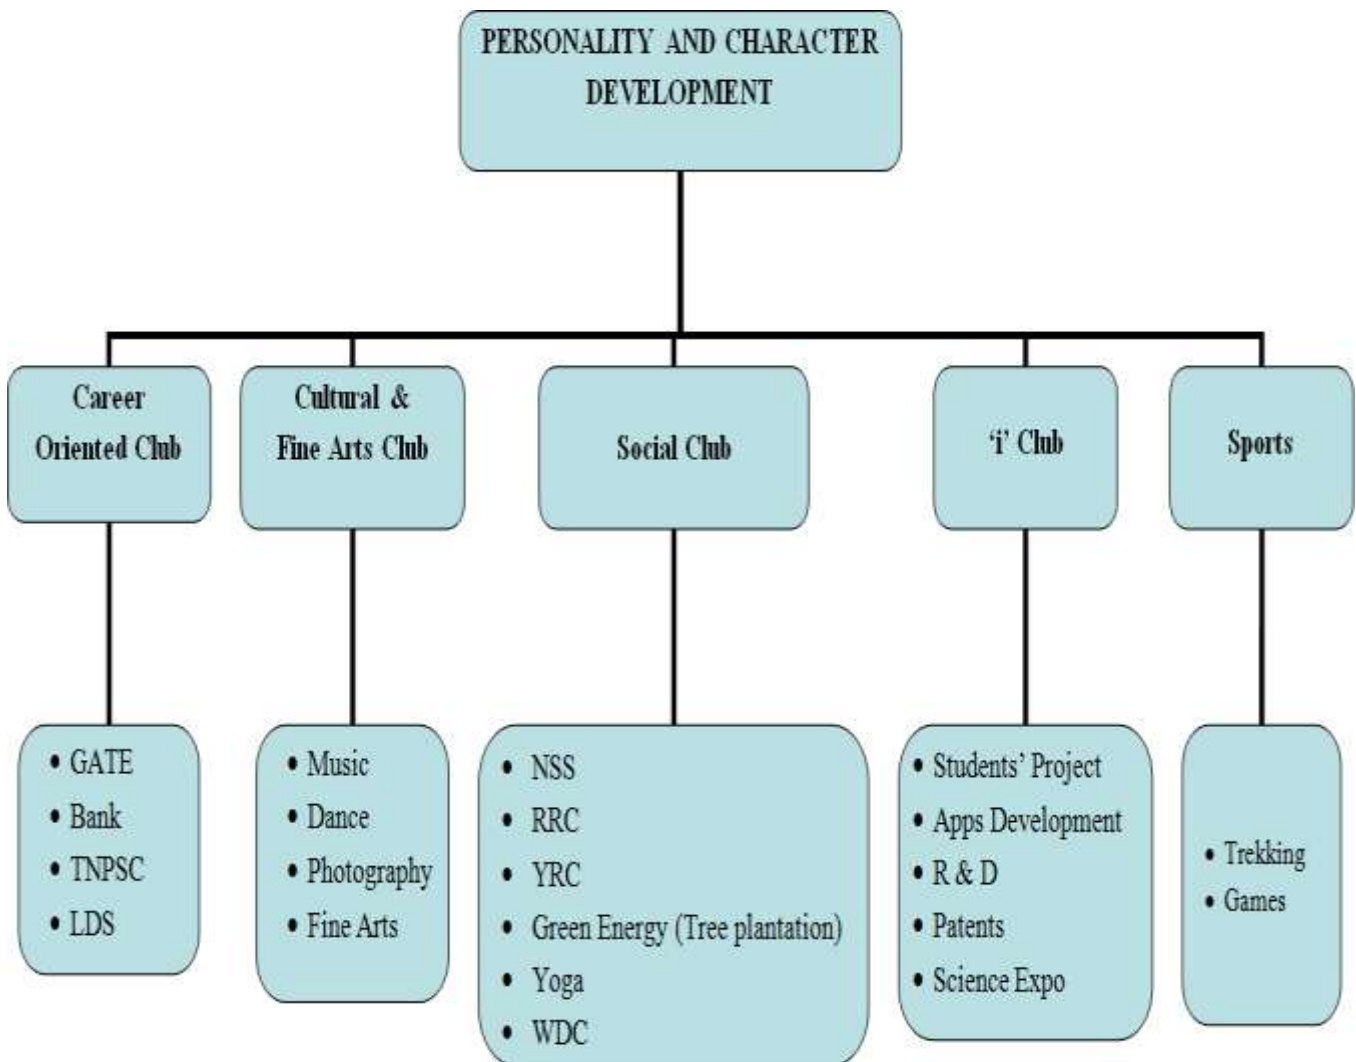 PERSONALITY AND CHARACTER
DEVELOPMENT
Career
Oriented Club
Cultural &
Fine Arts Club
Social Club
‘i’ Club
Sports
• GATE
• Bank
• TNPSC
• LDS
• Music
• Dance
• Photography
• Fine Arts
• NSS
• RRC
• YRC
• Green Energy (Tree plantation)
• Yoga
• WDC
• Students’ Project
• Apps Development
• R & D
• Patents
• Science Expo
• Trekking
• Games